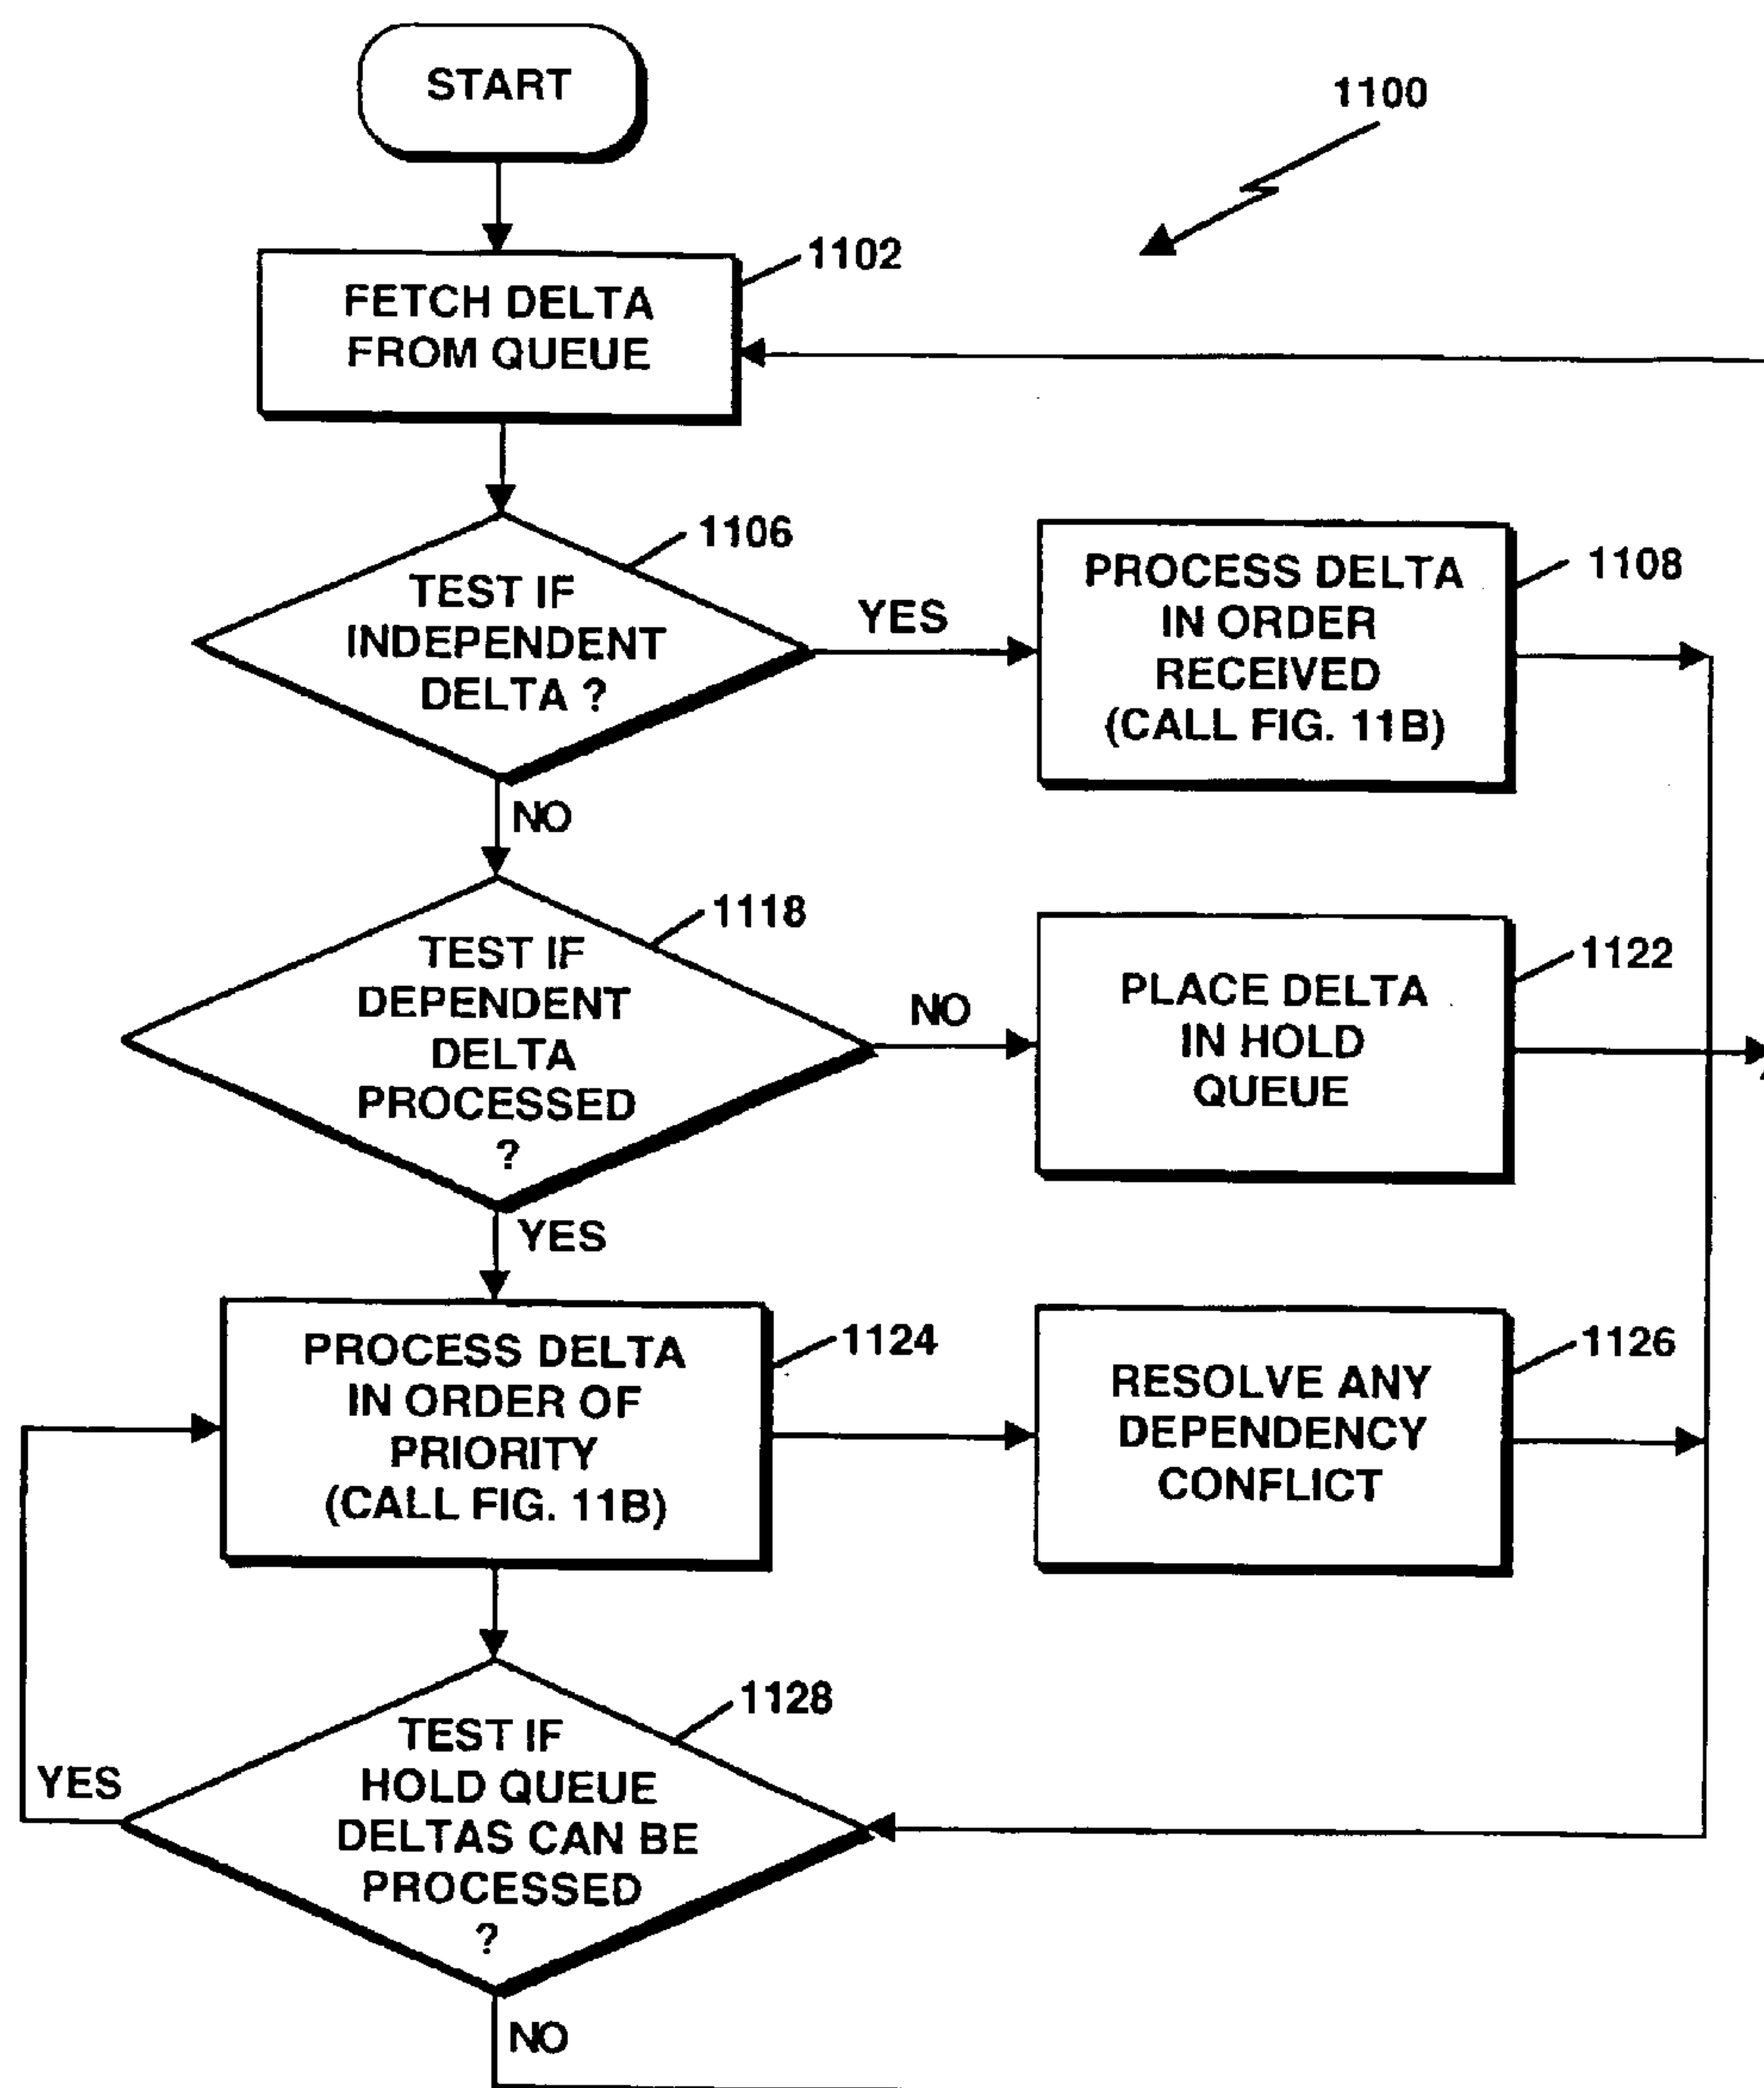 START
1100
1102
FETCH DELTA
FROM QUEUE
1106
TEST IF
INDEPENDENT
DELTA ?
YES
1108
PROCESS DELTA
IN ORDER
RECEIVED
(CALL FIG. 11B)
NO
1118
TEST IF
DEPENDENT
DELTA
PROCESSED
?
NO
1122
PLACE DELTA
IN HOLD
QUEUE
YES
1124
PROCESS DELTA
IN ORDER OF
PRIORITY
(CALL FIG. 11B)
1126
RESOLVE ANY
DEPENDENCY
CONFLICT
1128
TEST IF
HOLD QUEUE
DELTAS CAN BE
PROCESSED
?
YES
NO